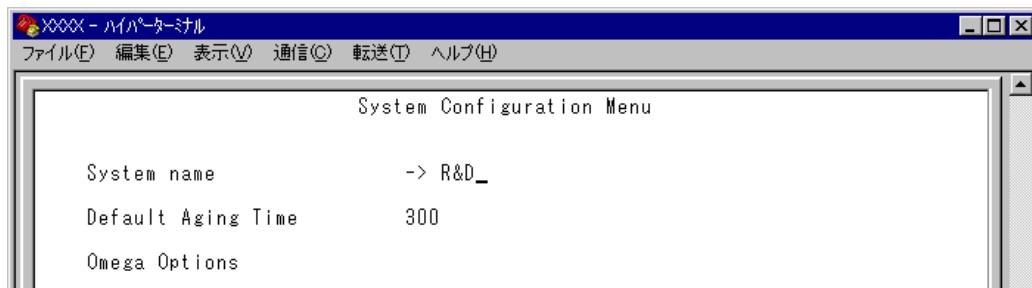 XXXX - ﾊｲﾊﾟｰﾀｰﾐﾅﾙ
ファイル(F) 編集(E) 表示(V) 通信(C) 転送(T) ヘルプ(H)
System Configuration Menu
System name -> R&D_
Default Aging Time 300
Omega Options